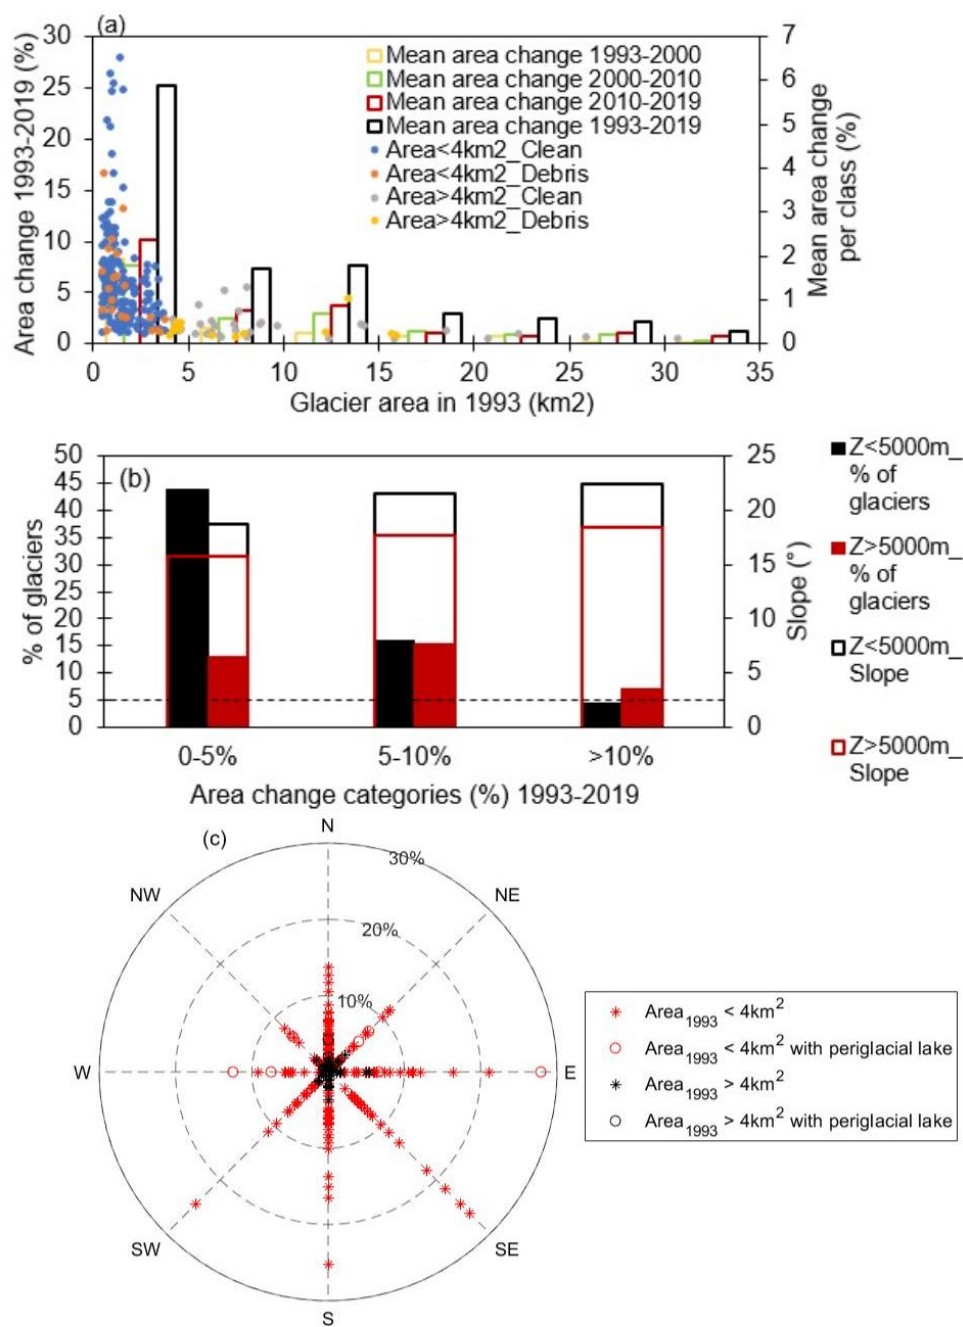 (a)
30
25
20
15
10
5
0
Area change 1993-2019 (%)
7
6
5
4
3
2
1
0
Mean area change
per class (%)
Mean area change 1993-2000
Mean area change 2000-2010
Mean area change 2010-2019
Mean area change 1993-2019
Area<4km2_Clean
Area<4km2_Debris
Area>4km2_Clean
Area>4km2_Debris
0 5 10 15 20 25 30 35
Glacier area in 1993 (km2)
(b)
50
45
40
35
30
25
20
15
10
5
0
% of glaciers
25
20
15
10
5
0
Slope (°)
Z<5000m_
% of
glaciers
Z>5000m_
% of
glaciers
Z<5000m_
Slope
Z>5000m_
Slope
0-5% 5-10% >10%
Area change categories (%) 1993-2019
(c)
N
30%
NW NE
20%
10%
W E
SW SE
S
Area1993 < 4km2
Area1993 < 4km2 with periglacial lake
Area1993 > 4km2
Area1993 > 4km2 with periglacial lake